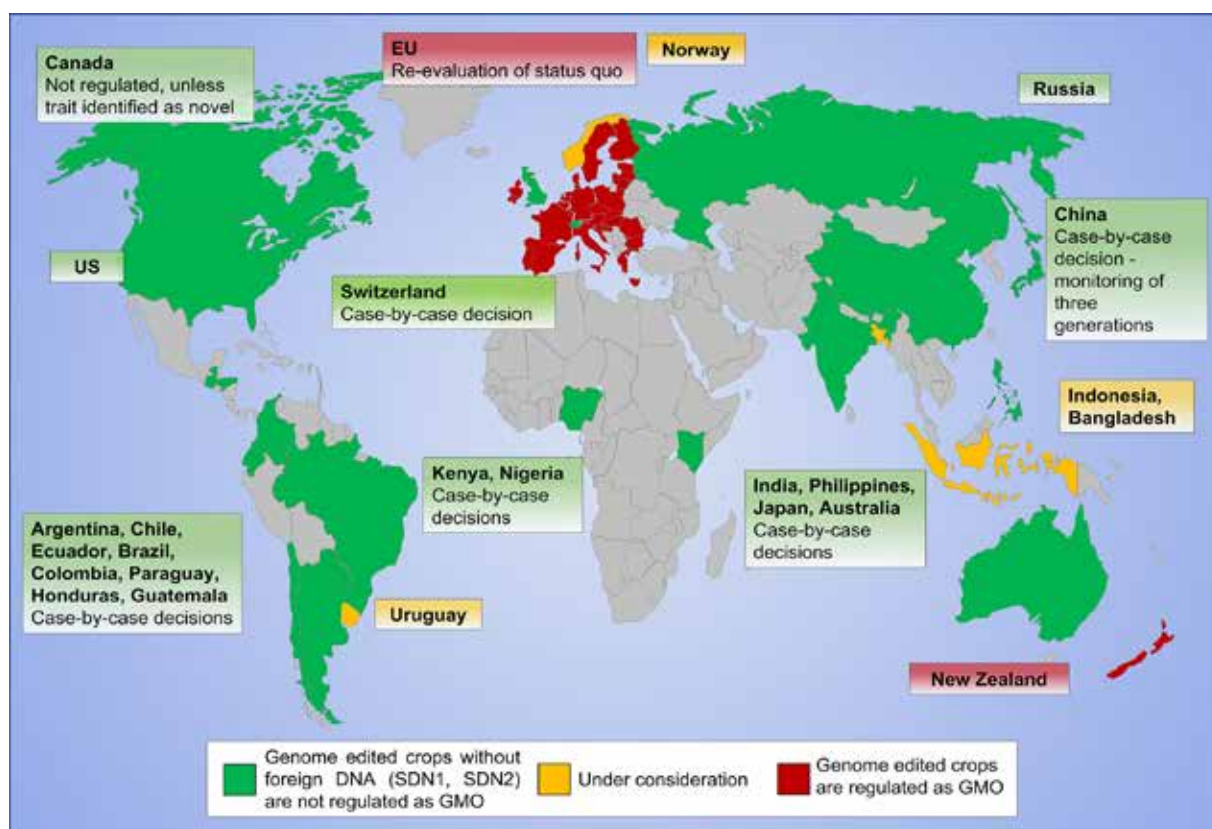 Canada
Not regulated, unless
trait identified as novel
EU
Re-evaluation of status quo
Norway
Russia
US
Switzerland
Case-by-case decision
China
Case-by-case
decision -
monitoring of
three
generations
Indonesia,
Bangladesh
Kenya, Nigeria
Case-by-case
decisions
India, Philippines,
Japan, Australia
Case-by-case
decisions
Argentina, Chile,
Ecuador, Brazil,
Colombia, Paraguay,
Honduras, Guatemala
Case-by-case decisions
Uruguay
New Zealand
Genome edited crops without
foreign DNA (SDN1, SDN2)
are not regulated as GMO
Under consideration
Genome edited crops
are regulated as GMO